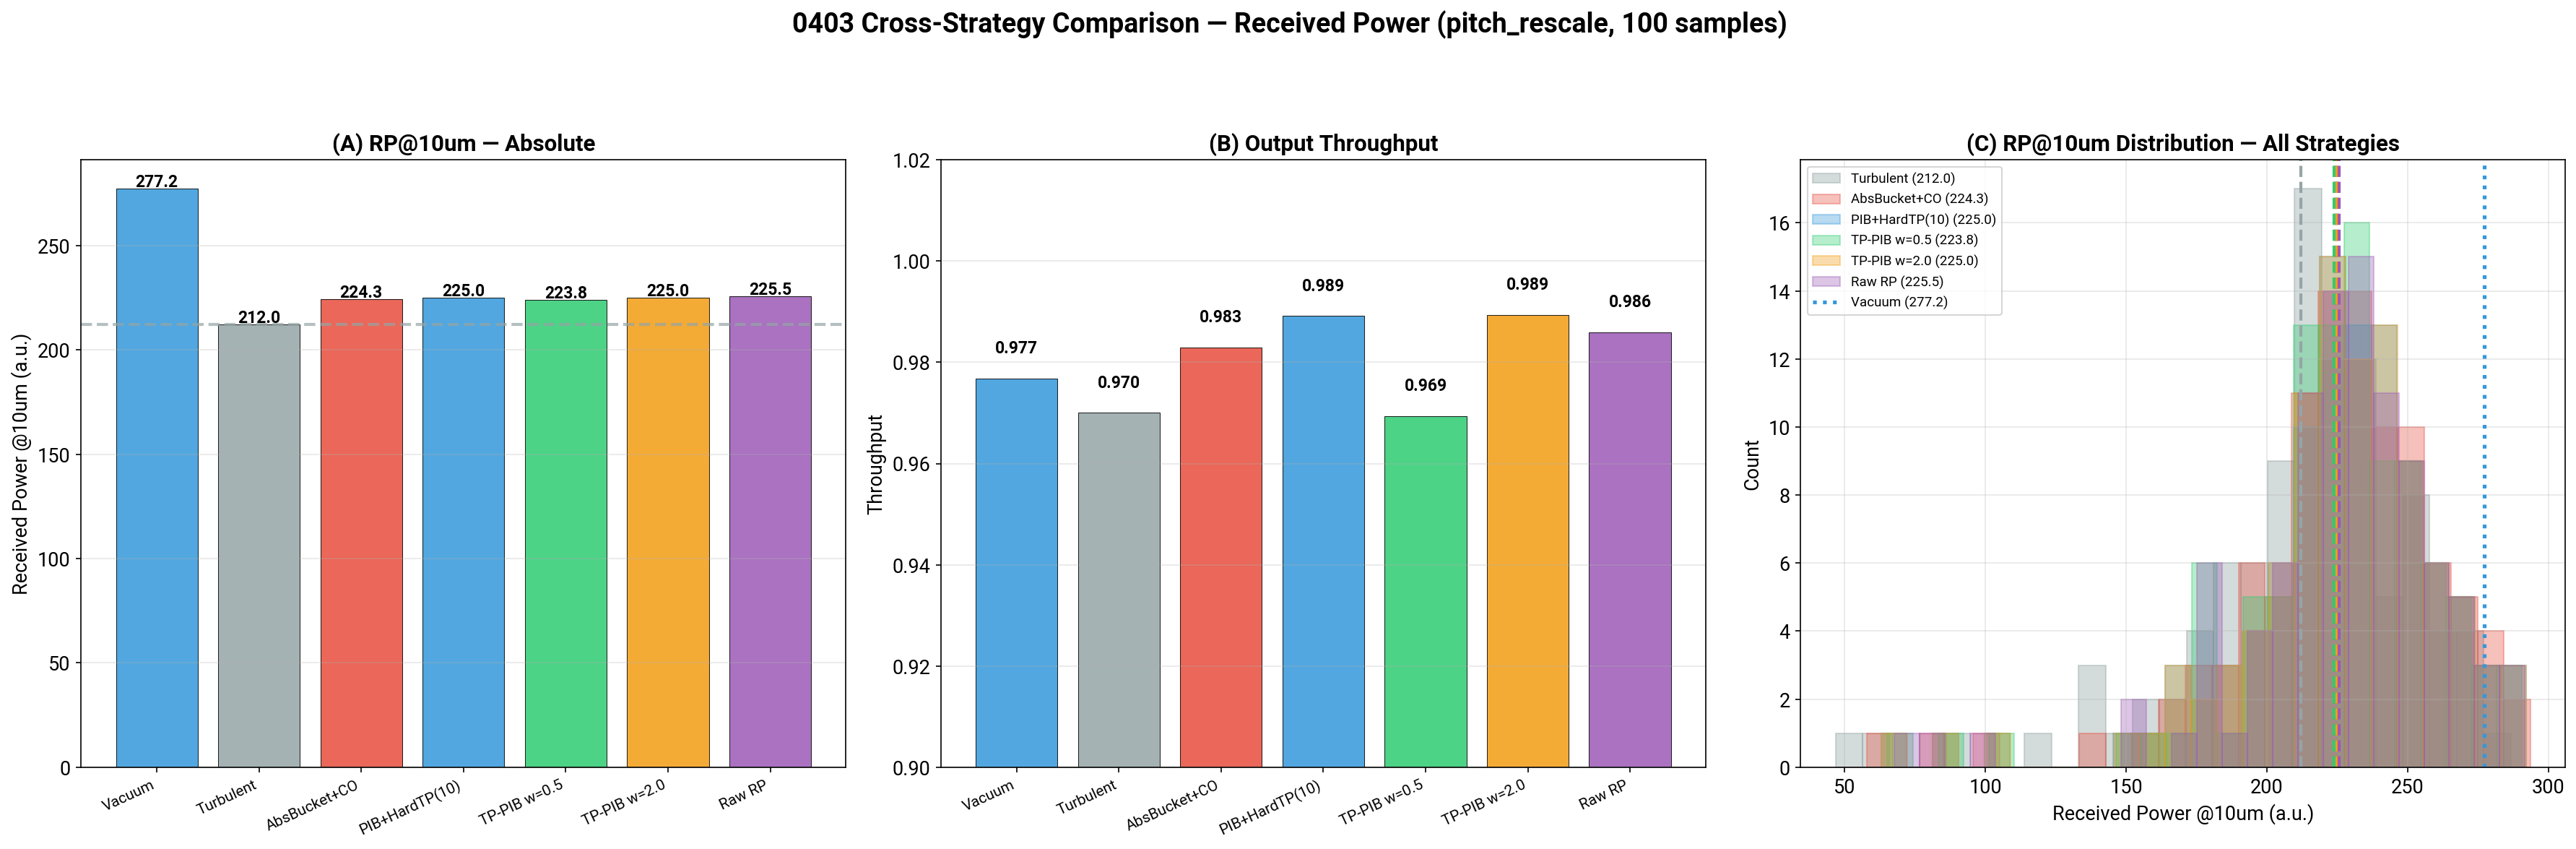 0403 Cross-Strategy Comparison — Received Power (pitch_rescale, 100 samples)
(A) RP@10um — Absolute
Received Power @10um (a.u.)
250
200
150
100
50
0
277.2
212.0
224.3
225.0
223.8
225.0
225.5
Vacuum
Turbulent
AbsBucket+CO
PIB+HardTP(10)
TP-PIB w=0.5
TP-PIB w=2.0
Raw RP
(B) Output Throughput
Throughput
1.02
1.00
0.98
0.96
0.94
0.92
0.90
0.977
0.970
0.983
0.989
0.969
0.989
0.986
Vacuum
Turbulent
AbsBucket+CO
PIB+HardTP(10)
TP-PIB w=0.5
TP-PIB w=2.0
Raw RP
(C) RP@10um Distribution — All Strategies
Turbulent (212.0)
AbsBucket+CO (224.3)
PIB+HardTP(10) (225.0)
TP-PIB w=0.5 (223.8)
TP-PIB w=2.0 (225.0)
Raw RP (225.5)
Vacuum (277.2)
Count
16
14
12
10
8
6
4
2
0
50
100
150
200
250
300
Received Power @10um (a.u.)